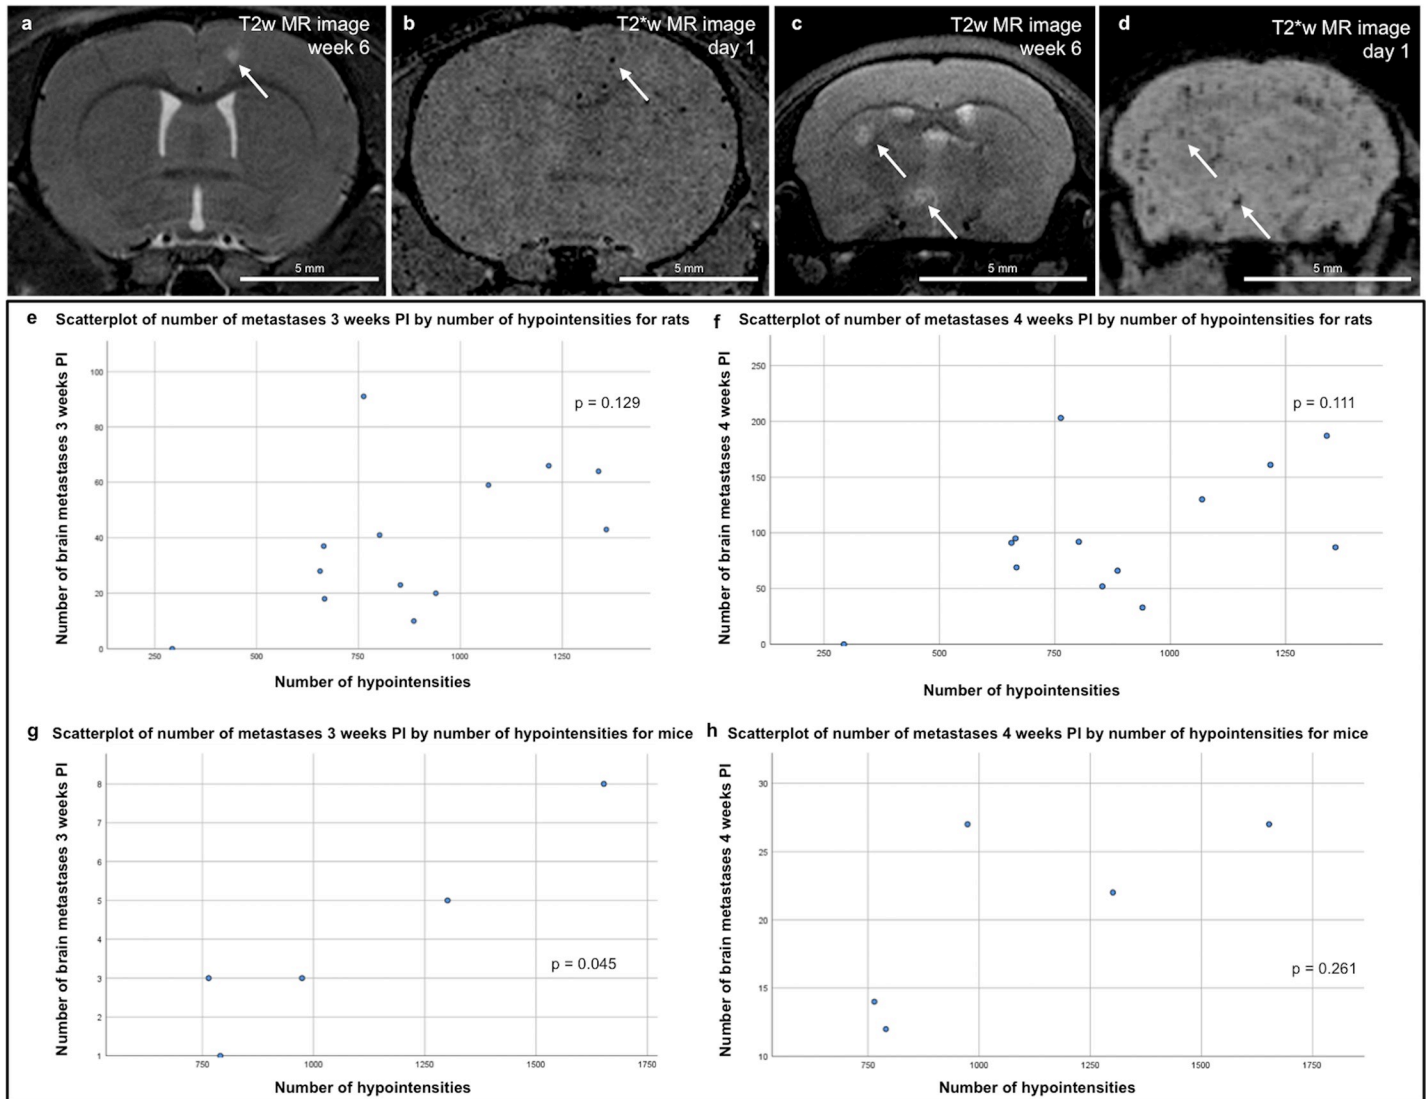 a
T2w MR image
week 6
5 mm
b
T2*w MR image
day 1
5 mm
c
T2w MR image
week 6
5 mm
d
T2*w MR image
day 1
5 mm
e Scatterplot of number of metastases 3 weeks PI by number of hypointensities for rats
Number of brain metastases 3 weeks PI
100
80
60
40
20
0
p = 0.129
250 500 750 1000 1250
Number of hypointensities
f Scatterplot of number of metastases 4 weeks PI by number of hypointensities for rats
Number of brain metastases 4 weeks PI
250
200
150
100
50
0
p = 0.111
250 500 750 1000 1250
Number of hypointensities
g Scatterplot of number of metastases 3 weeks PI by number of hypointensities for mice
Number of brain metastases 3 weeks PI
8
7
6
5
4
3
2
1
p = 0.045
750 1000 1250 1500 1750
Number of hypointensities
h Scatterplot of number of metastases 4 weeks PI by number of hypointensities for mice
Number of brain metastases 4 weeks PI
30
25
20
15
10
p = 0.261
750 1000 1250 1500 1750
Number of hypointensities